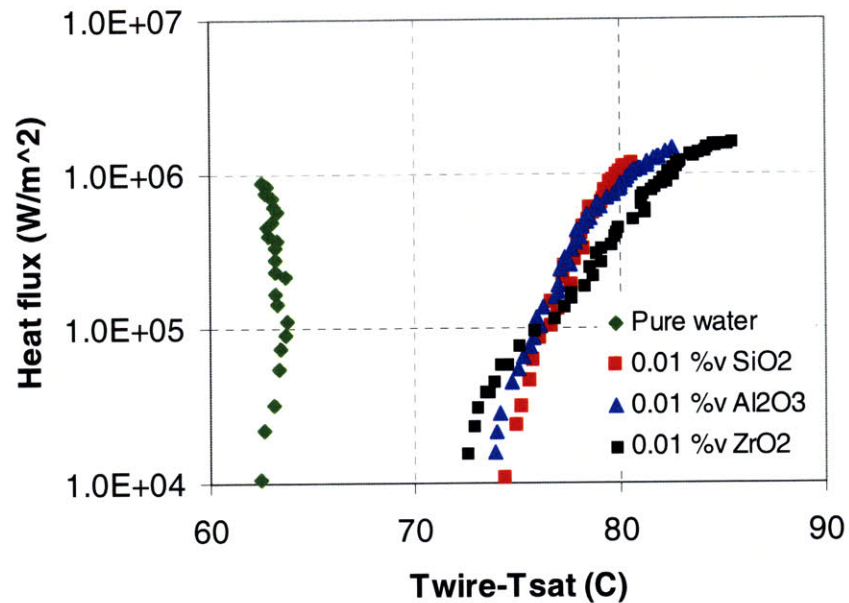 1.0E+07
1.0E+06
1.0E+05
1.0E+04
Heat flux (W/m^2)
60 70 80 90
Twire-Tsat (C)
Pure water
0.01 %v SiO2
0.01 %v Al2O3
0.01 %v ZrO2